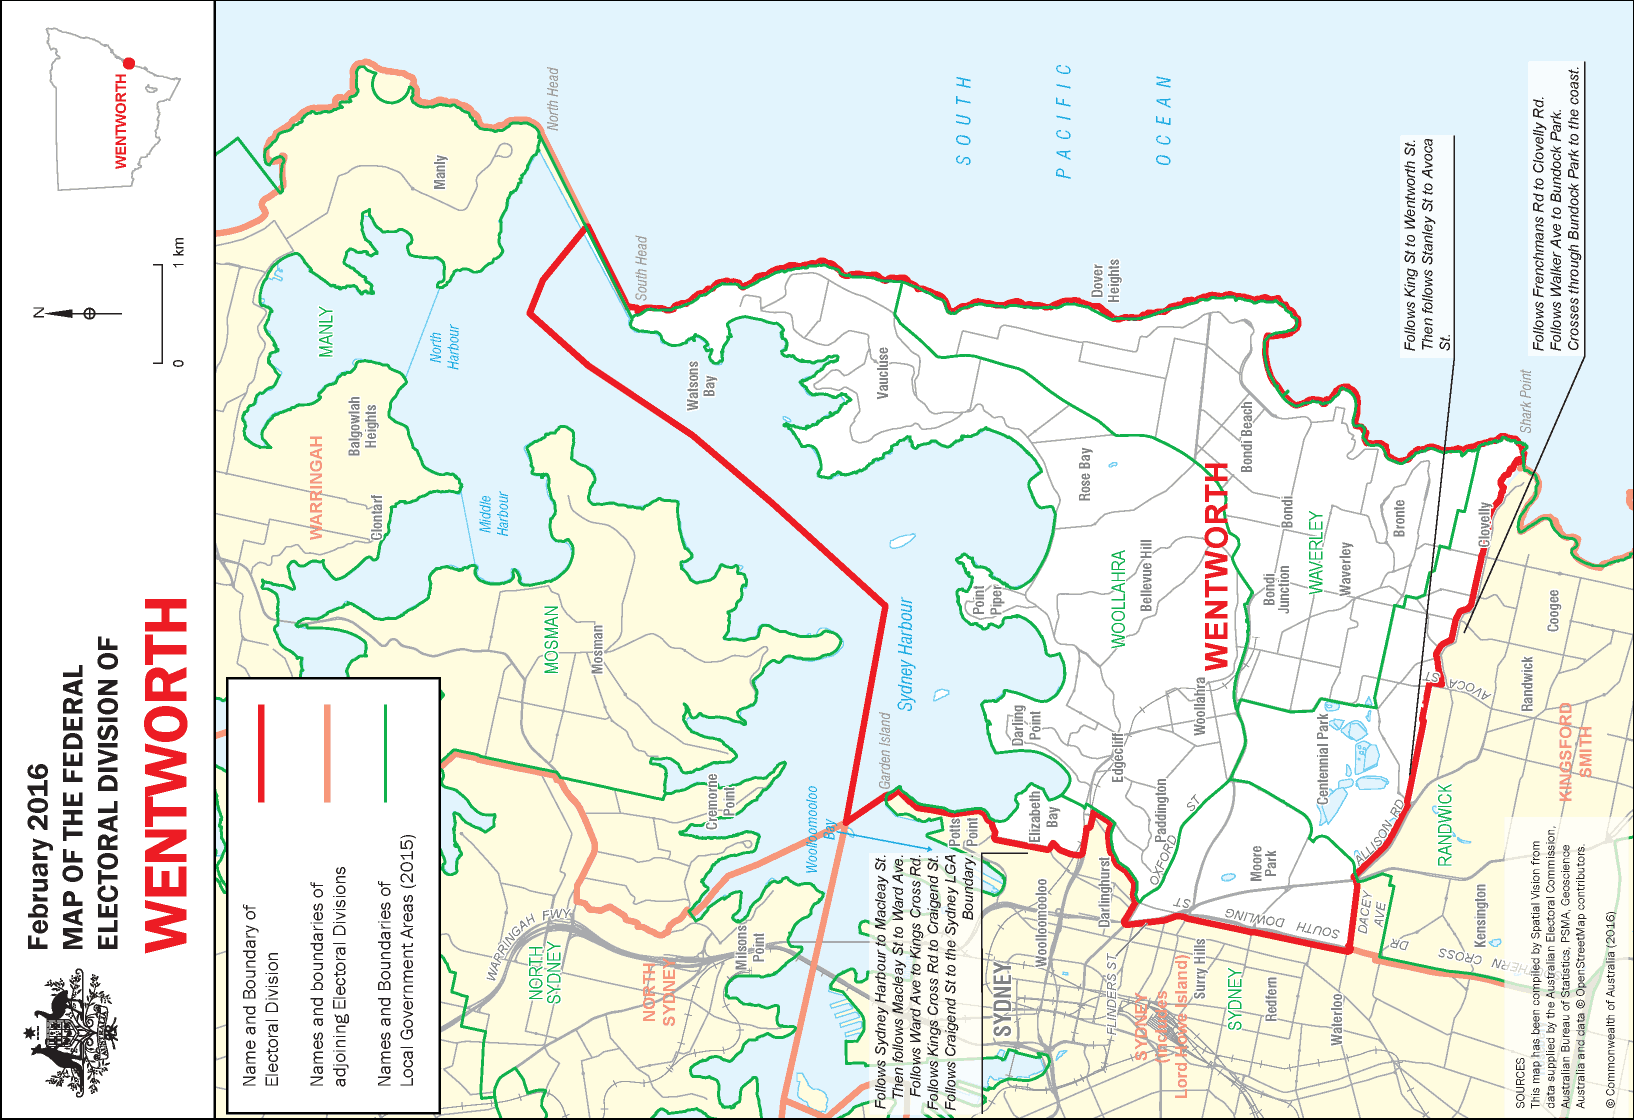 February 2016
MAP OF THE FEDERAL
ELECTORAL DIVISION OF
WENTWORTH
N
0
1 km
WENTWORTH
Name and Boundary of
Electoral Division
Names and boundaries of
adjoining Electoral Divisions
Names and Boundaries of
Local Government Areas (2015)
WARRINGAH
MANLY
Balgowlah
Heights
Clontarf
Manly
North
Harbour
Middle
Harbour
North Head
South Head
MOSMAN
Mosman
WARRINGAH FWY
NORTH
SYDNEY
NORTH
SYDNEY
Cremorne
Point
Milsons
Point
Woolloomooloo
Bay
Garden Island
Sydney Harbour
Watsons
Bay
Vaucluse
SOUTH
PACIFIC
OCEAN
Dover
Heights
Rose Bay
Point
Piper
Bellevue Hill
WOOLLAHRA
WENTWORTH
Bondi Beach
Bondi
Bondi
Junction
WAVERLEY
Waverley
Bronte
Clovelly
Shark Point
Darling
Point
Edgecliff
Woollahra
Paddington
OXFORD ST
Centennial Park
Moore
Park
Elizabeth
Bay
Potts
Point
Darlinghurst
Woolloomooloo
SYDNEY
FLINDERS ST
Surry Hills
SYDNEY
(includes
Lord Howe Island)
SYDNEY
Redfern
Waterloo
SOUTH DOWLING ST
DACEY
AVE
ALLISON RD
AVOCA ST
RANDWICK
Randwick
Coogee
KINGSFORD
SMITH
Kensington
CROSS DR
Follows Sydney Harbour to Macleay St.
Then follows Macleay St to Ward Ave.
Follows Ward Ave to Kings Cross Rd.
Follows Kings Cross Rd to Craigend St.
Follows Craigend St to the Sydney LGA
Boundary.
Follows King St to Wentworth St.
Then follows Stanley St to Avoca
St.
Follows Frenchmans Rd to Clovelly Rd.
Follows Walker Ave to Bundock Park.
Crosses through Bundock Park to the coast.
SOURCES
This map has been compiled by Spatial Vision from
data supplied by the Australian Electoral Commission,
Australian Bureau of Statistics, PSMA, Geoscience
Australia and data © OpenStreetMap contributors.
© Commonwealth of Australia (2016)